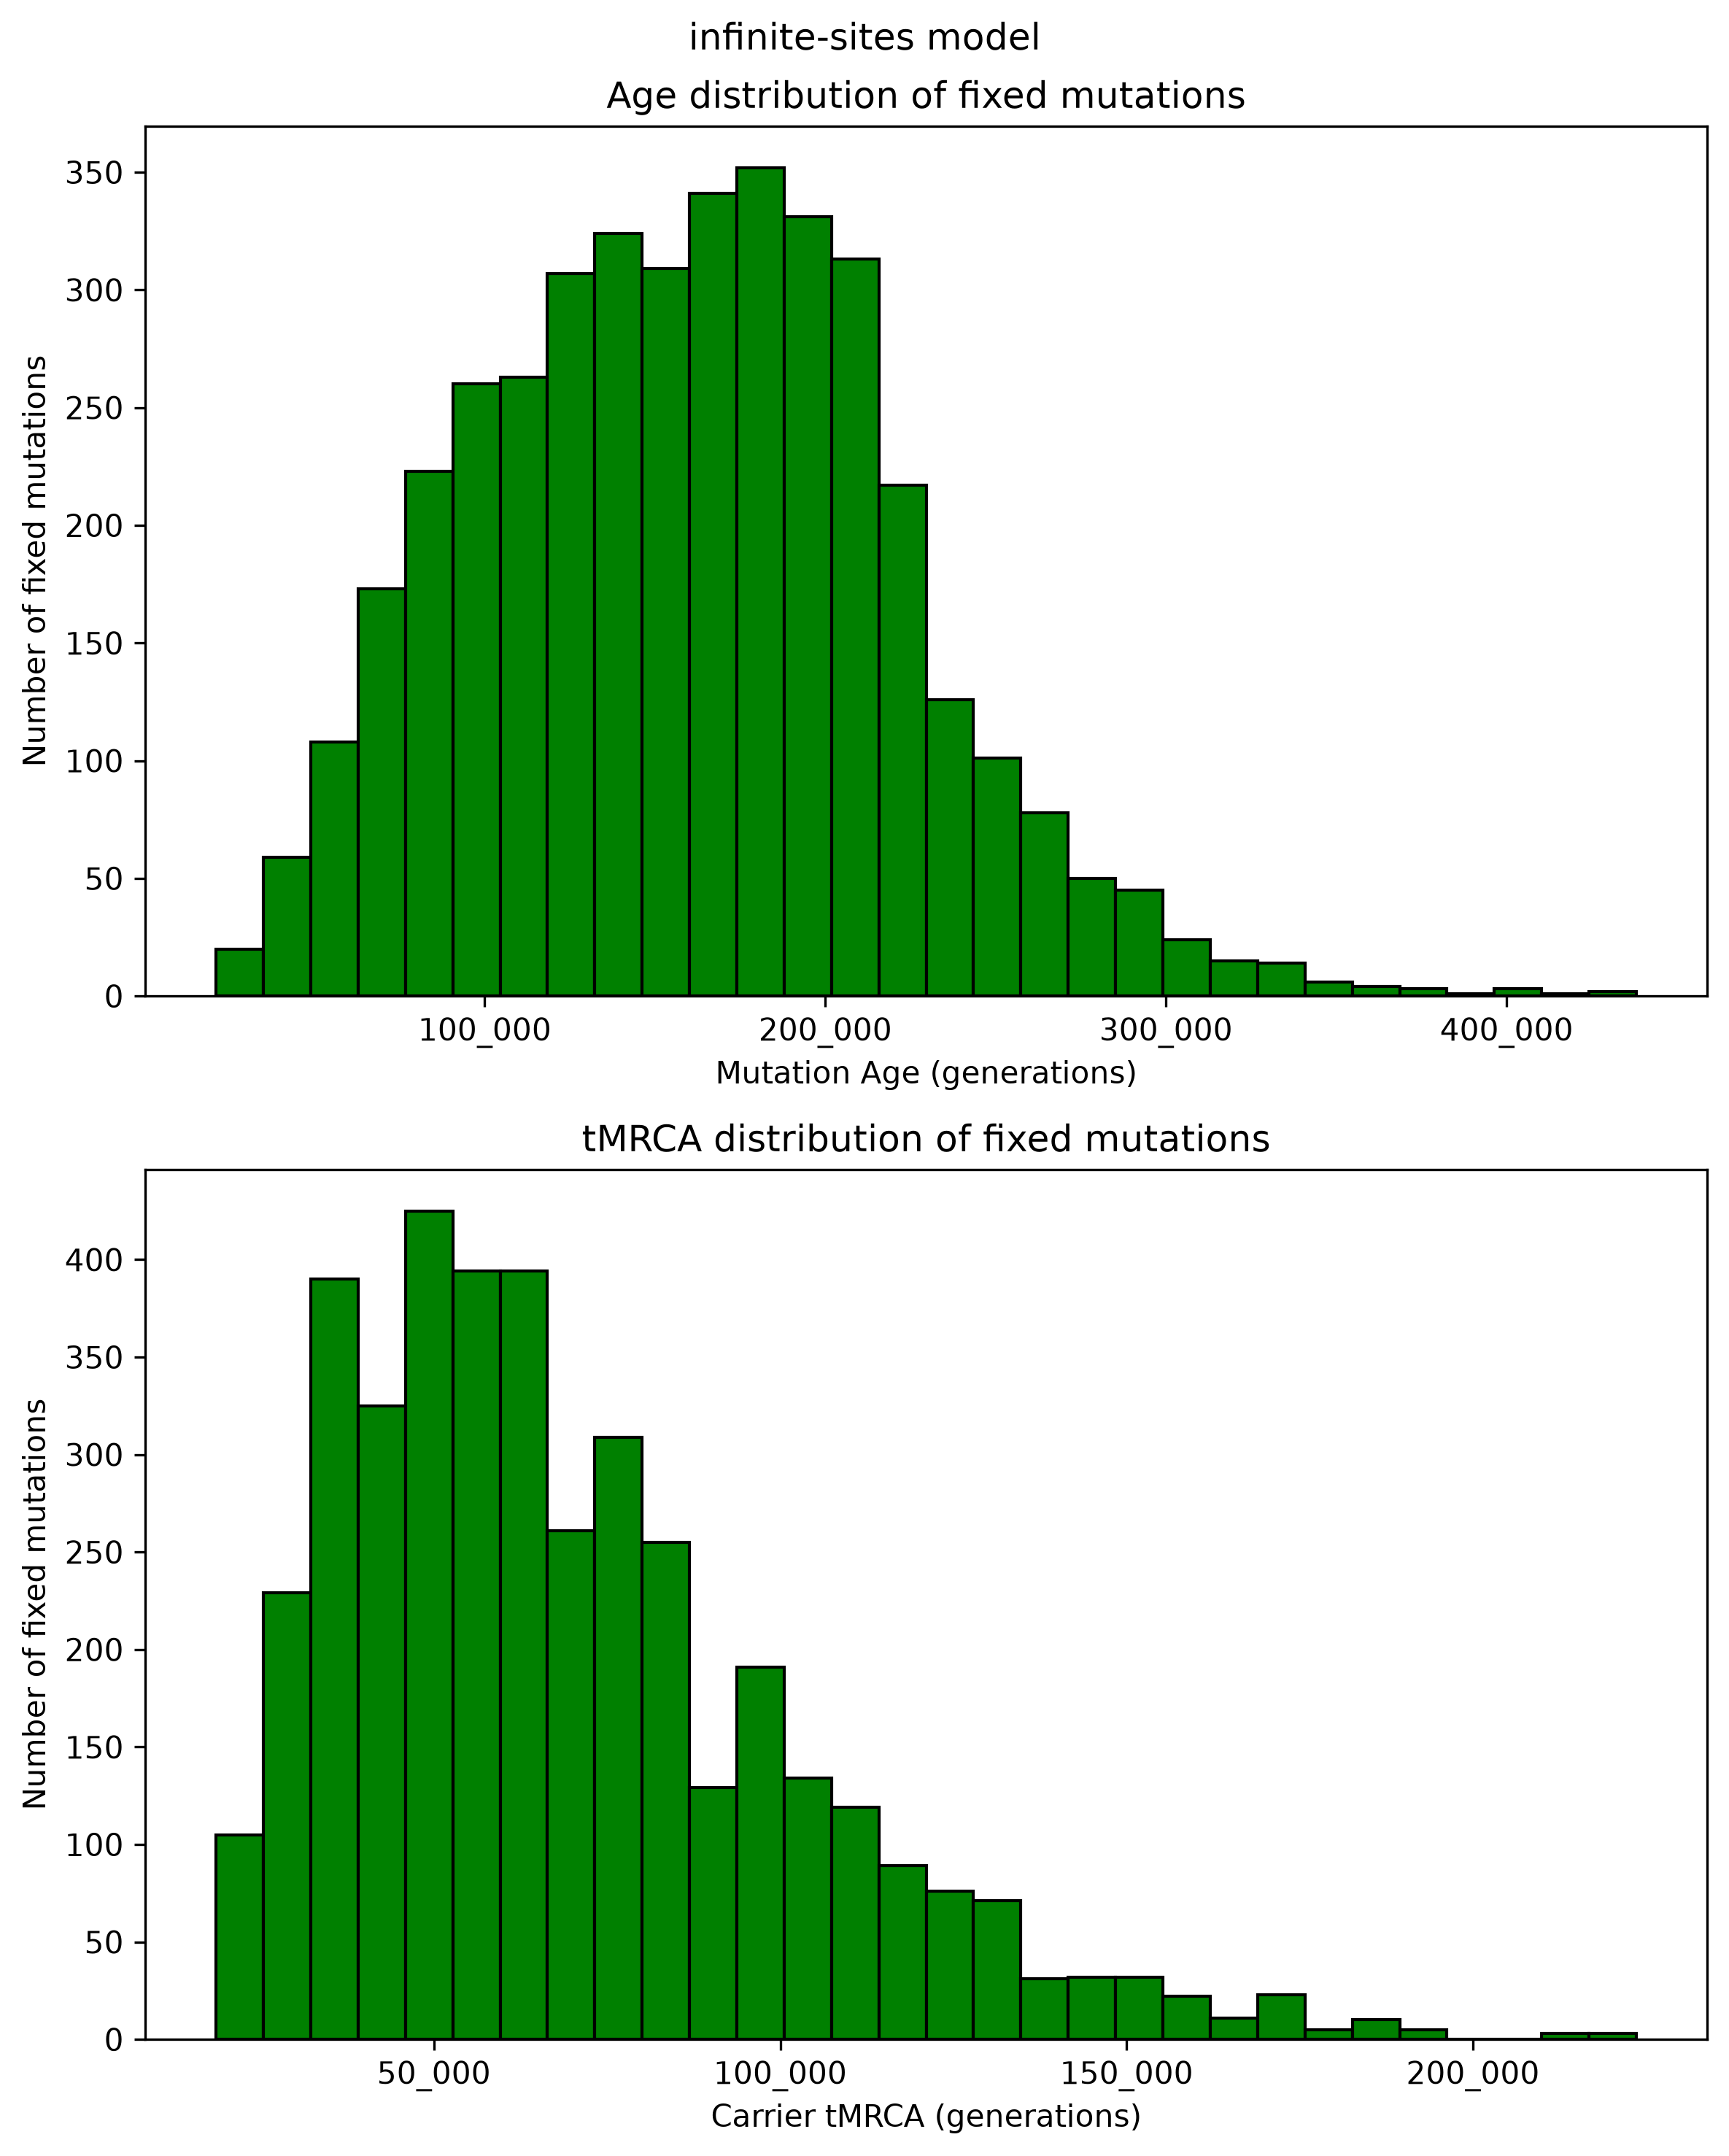 infinite-sites model
Age distribution of fixed mutations
350
300
250
200
150
100
50
0
Number of fixed mutations
100_000 200_000 300_000 400_000
Mutation Age (generations)
tMRCA distribution of fixed mutations
400
350
300
250
200
150
100
50
0
Number of fixed mutations
50_000 100_000 150_000 200_000
Carrier tMRCA (generations)